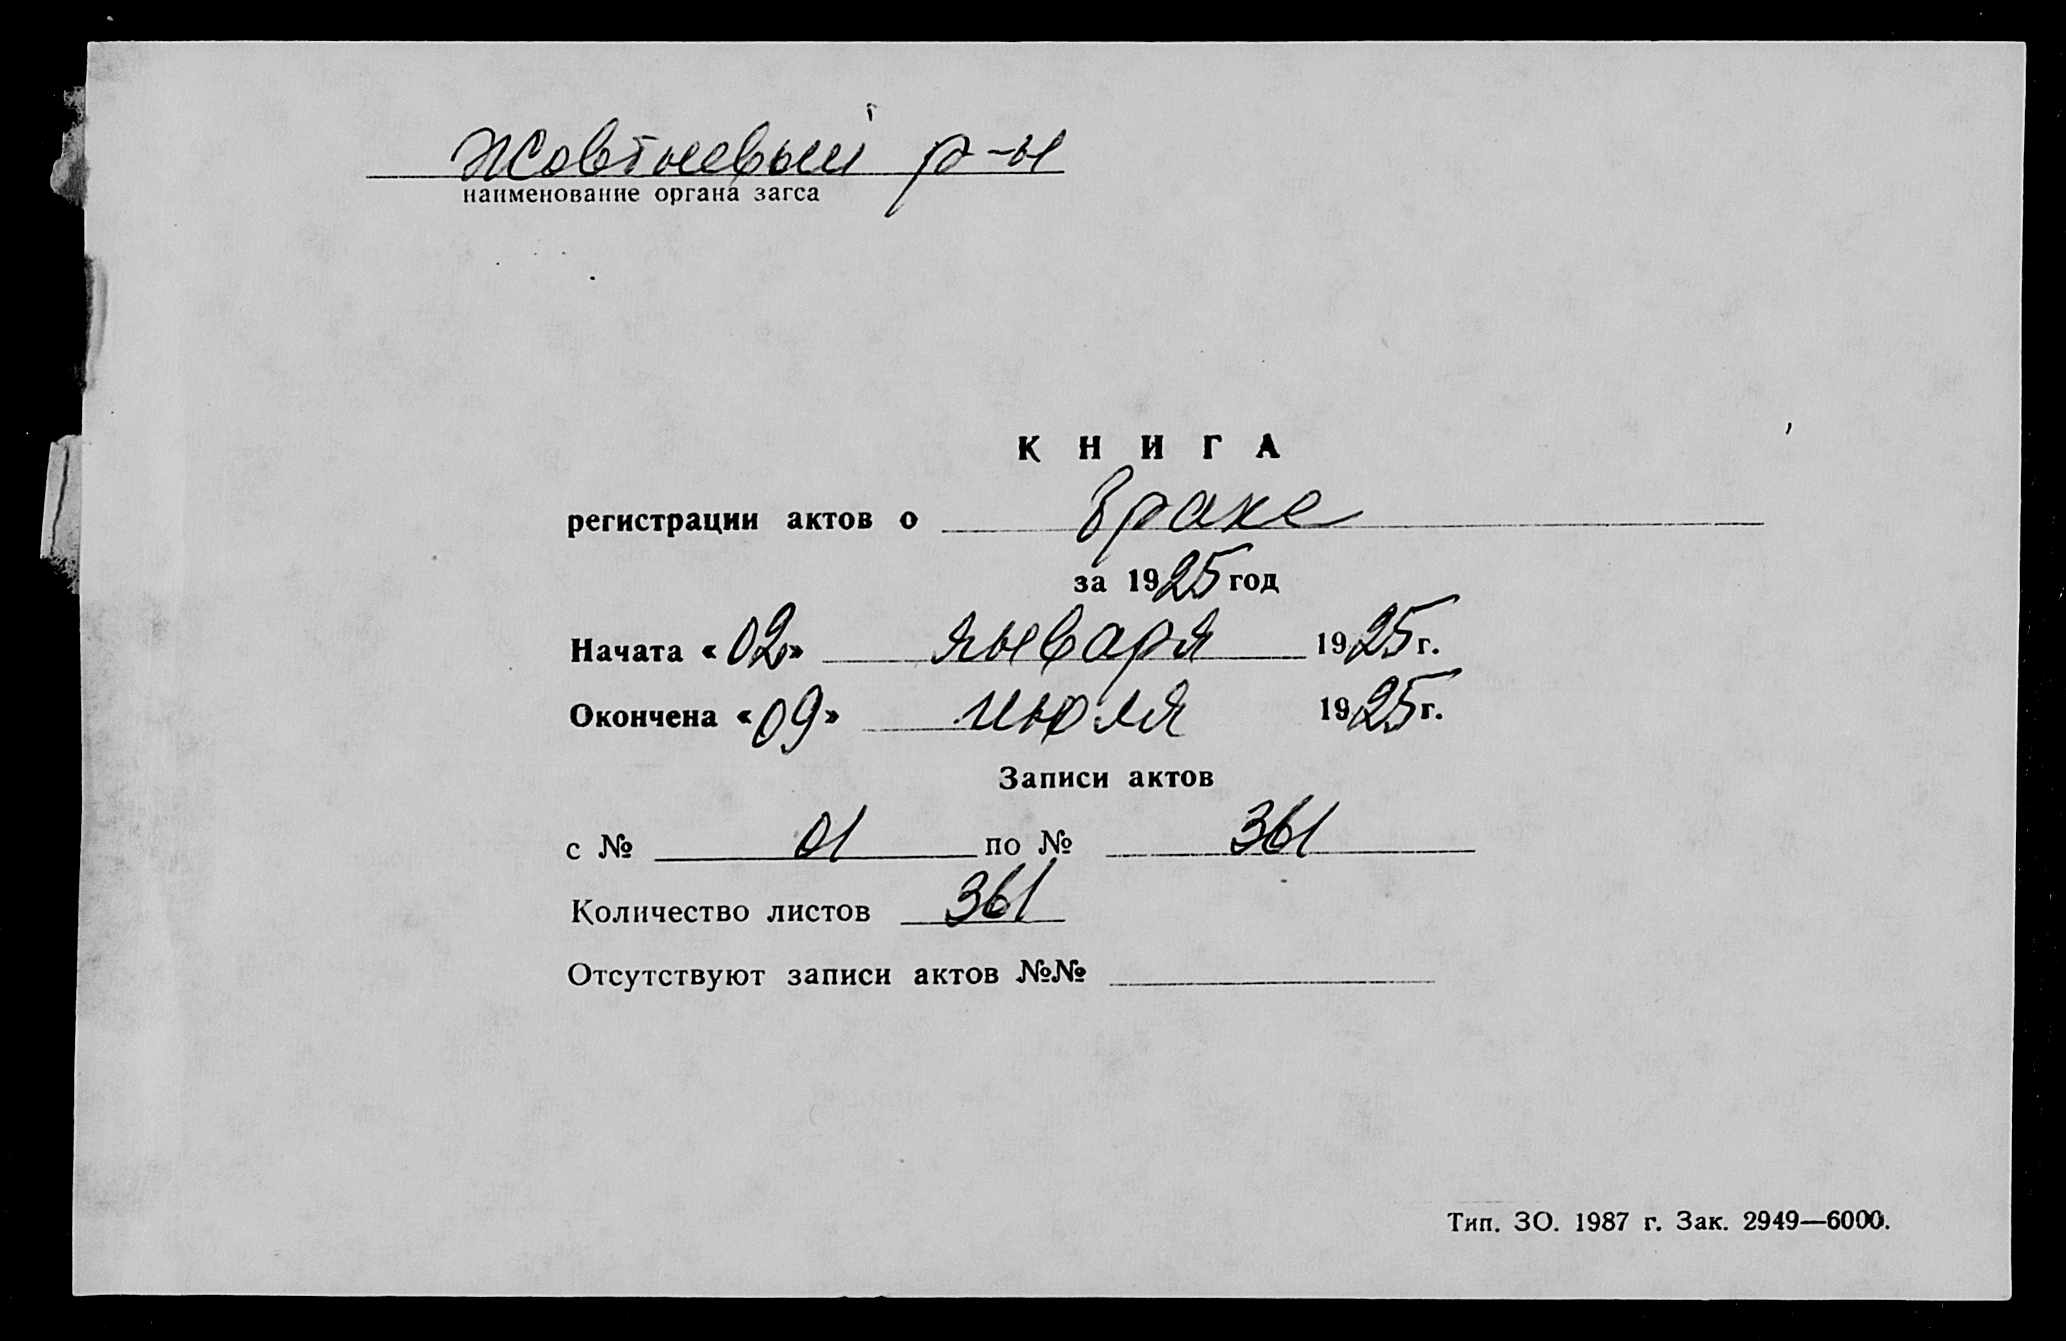 Жовтневый р-н
наименование органа загса
КНИГА
регистрации актов о браке
за 1925 год
Начата «02» января 1925 г.
Окончена «09» июля 1925 г.
Записи актов
с № 01 по № 361
Количество листов 361
Отсутствуют записи актов №№
Тип. ЗО. 1987 г. Зак. 2949—6000.